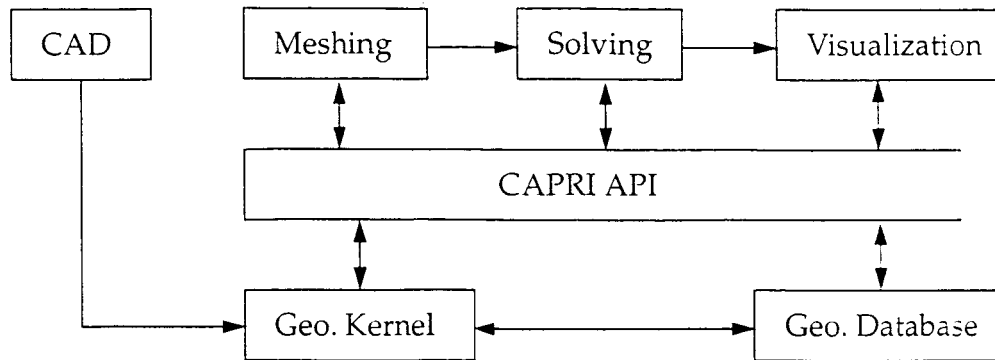 CAD
Meshing
Solving
Visualization
CAPRI API
Geo. Kernel
Geo. Database